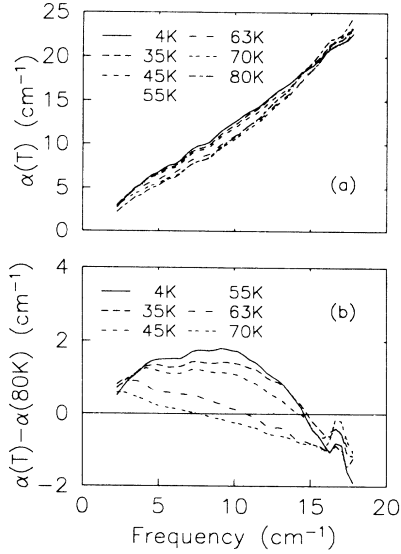 25
20
15
10
5
0
α(T) (cm⁻¹)
4K
35K
45K
55K
63K
70K
80K
(a)
4
2
0
−2
α(T)−α(80K) (cm⁻¹)
4K
35K
45K
55K
63K
70K
(b)
0 5 10 15 20
Frequency (cm⁻¹)